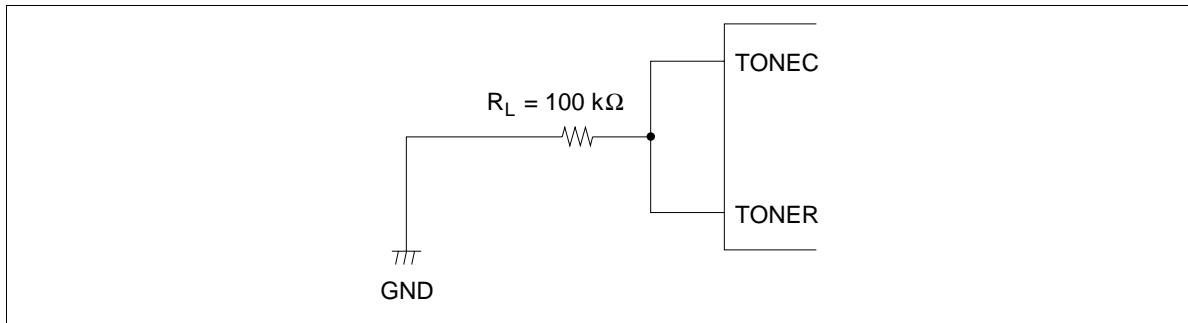 TONEC
R_L = 100 kΩ
TONER
GND